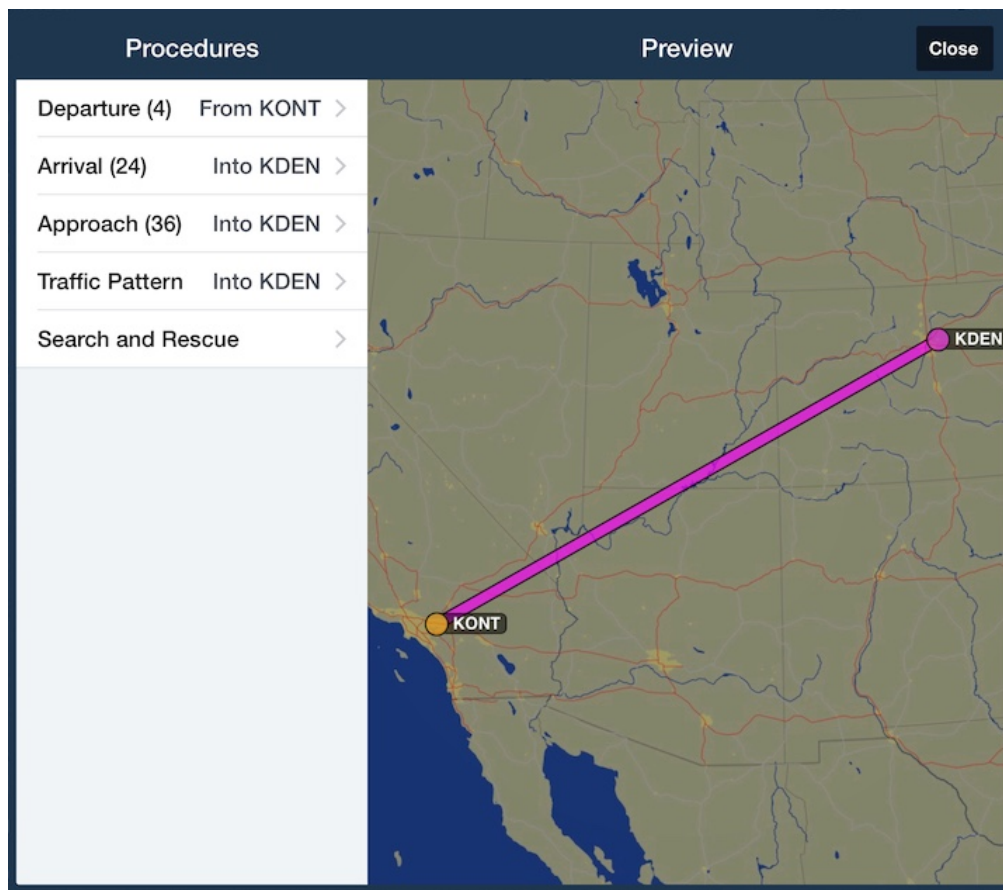 Procedures
Preview
Close
Departure (4) From KONT
Arrival (24) Into KDEN
Approach (36) Into KDEN
Traffic Pattern Into KDEN
Search and Rescue
KDEN
KONT